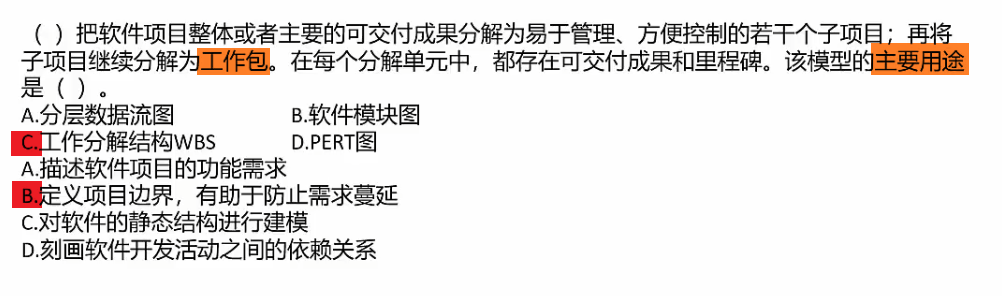 （ ）把软件项目整体或者主要的可交付成果分解为易于管理、方便控制的若干个子项目；再将
子项目继续分解为工作包。在每个分解单元中，都存在可交付成果和里程碑。该模型的主要用途
是（ ）。
A.分层数据流图 B.软件模块图
C.工作分解结构WBS D.PERT图
A.描述软件项目的功能需求
B.定义项目边界，有助于防止需求蔓延
C.对软件的静态结构进行建模
D.刻画软件开发活动之间的依赖关系